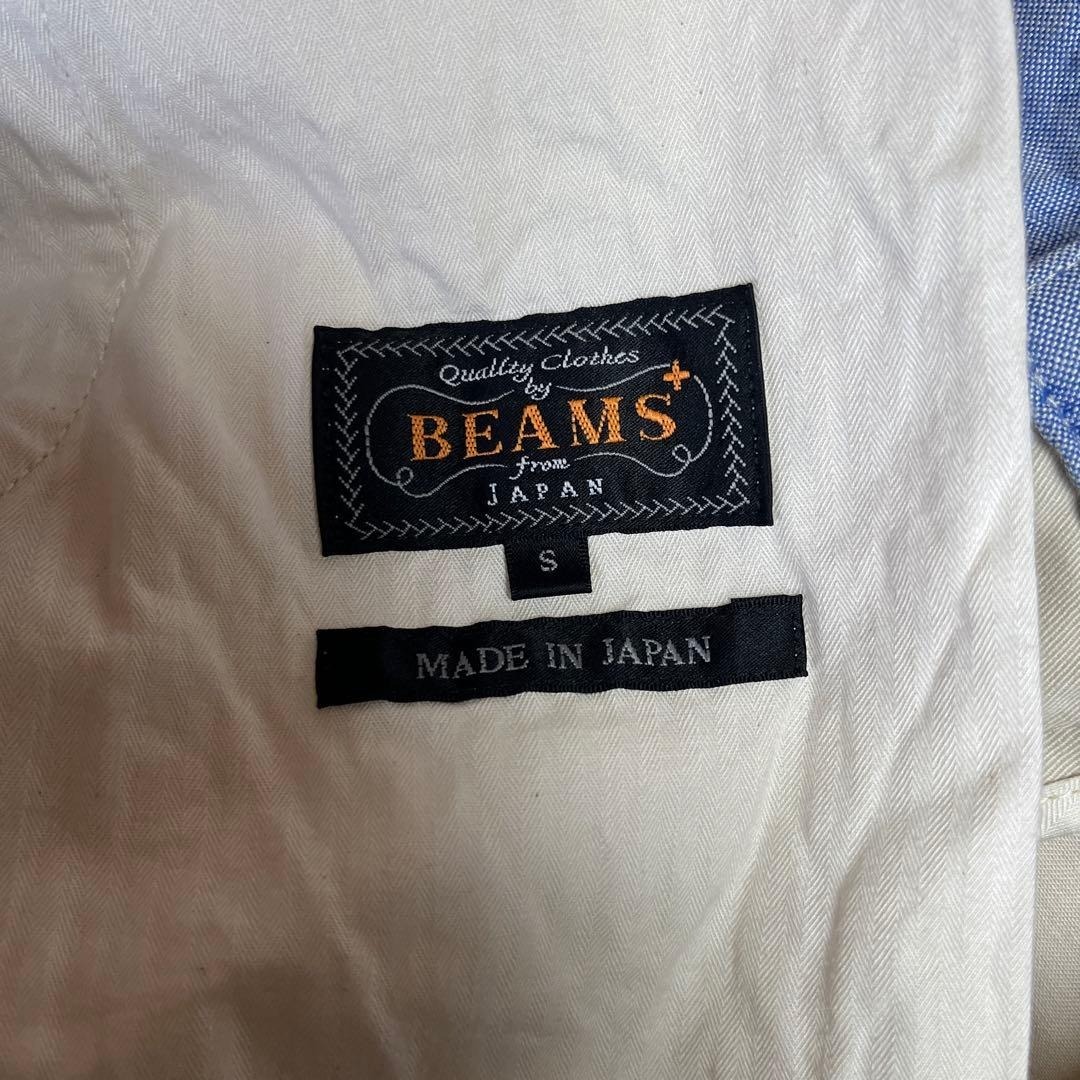 Quality Clothes
by
BEAMS+
from
JAPAN
S
MADE IN JAPAN